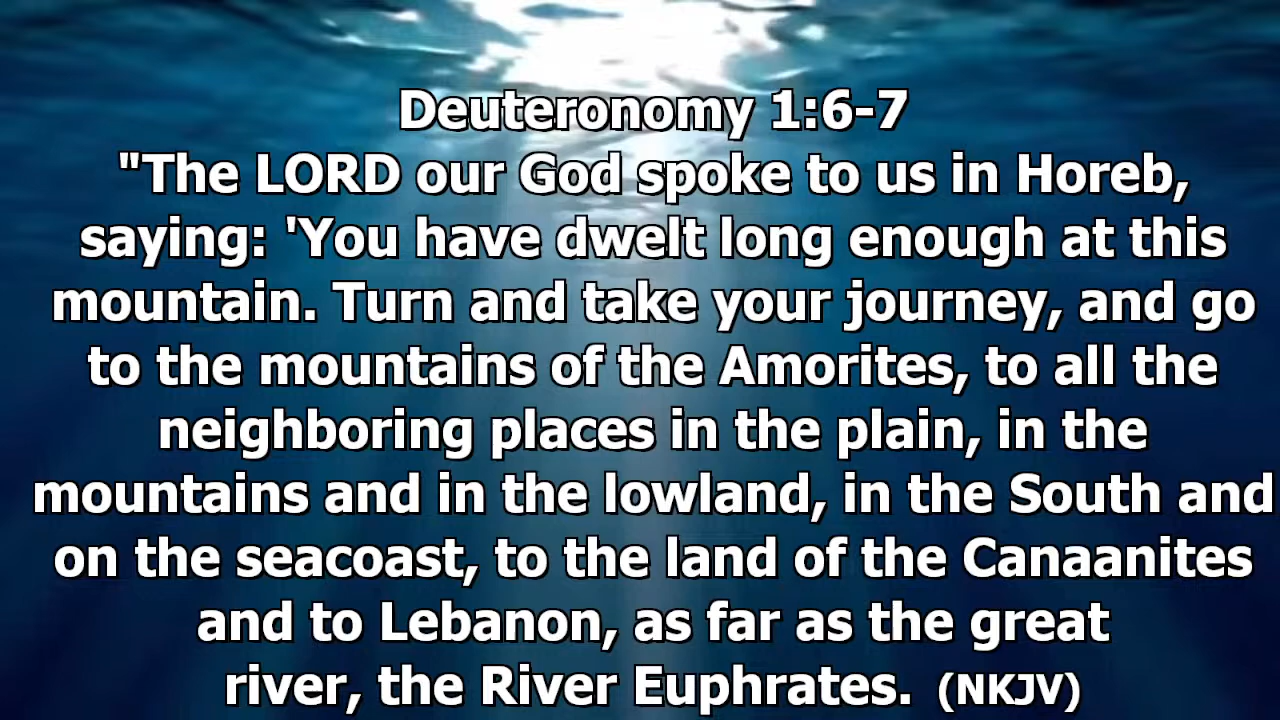 Deuteronomy 1:6-7
"The LORD our God spoke to us in Horeb,
saying: 'You have dwelt long enough at this
mountain. Turn and take your journey, and go
to the mountains of the Amorites, to all the
neighboring places in the plain, in the
mountains and in the lowland, in the South and
on the seacoast, to the land of the Canaanites
and to Lebanon, as far as the great
river, the River Euphrates. (NKJV)